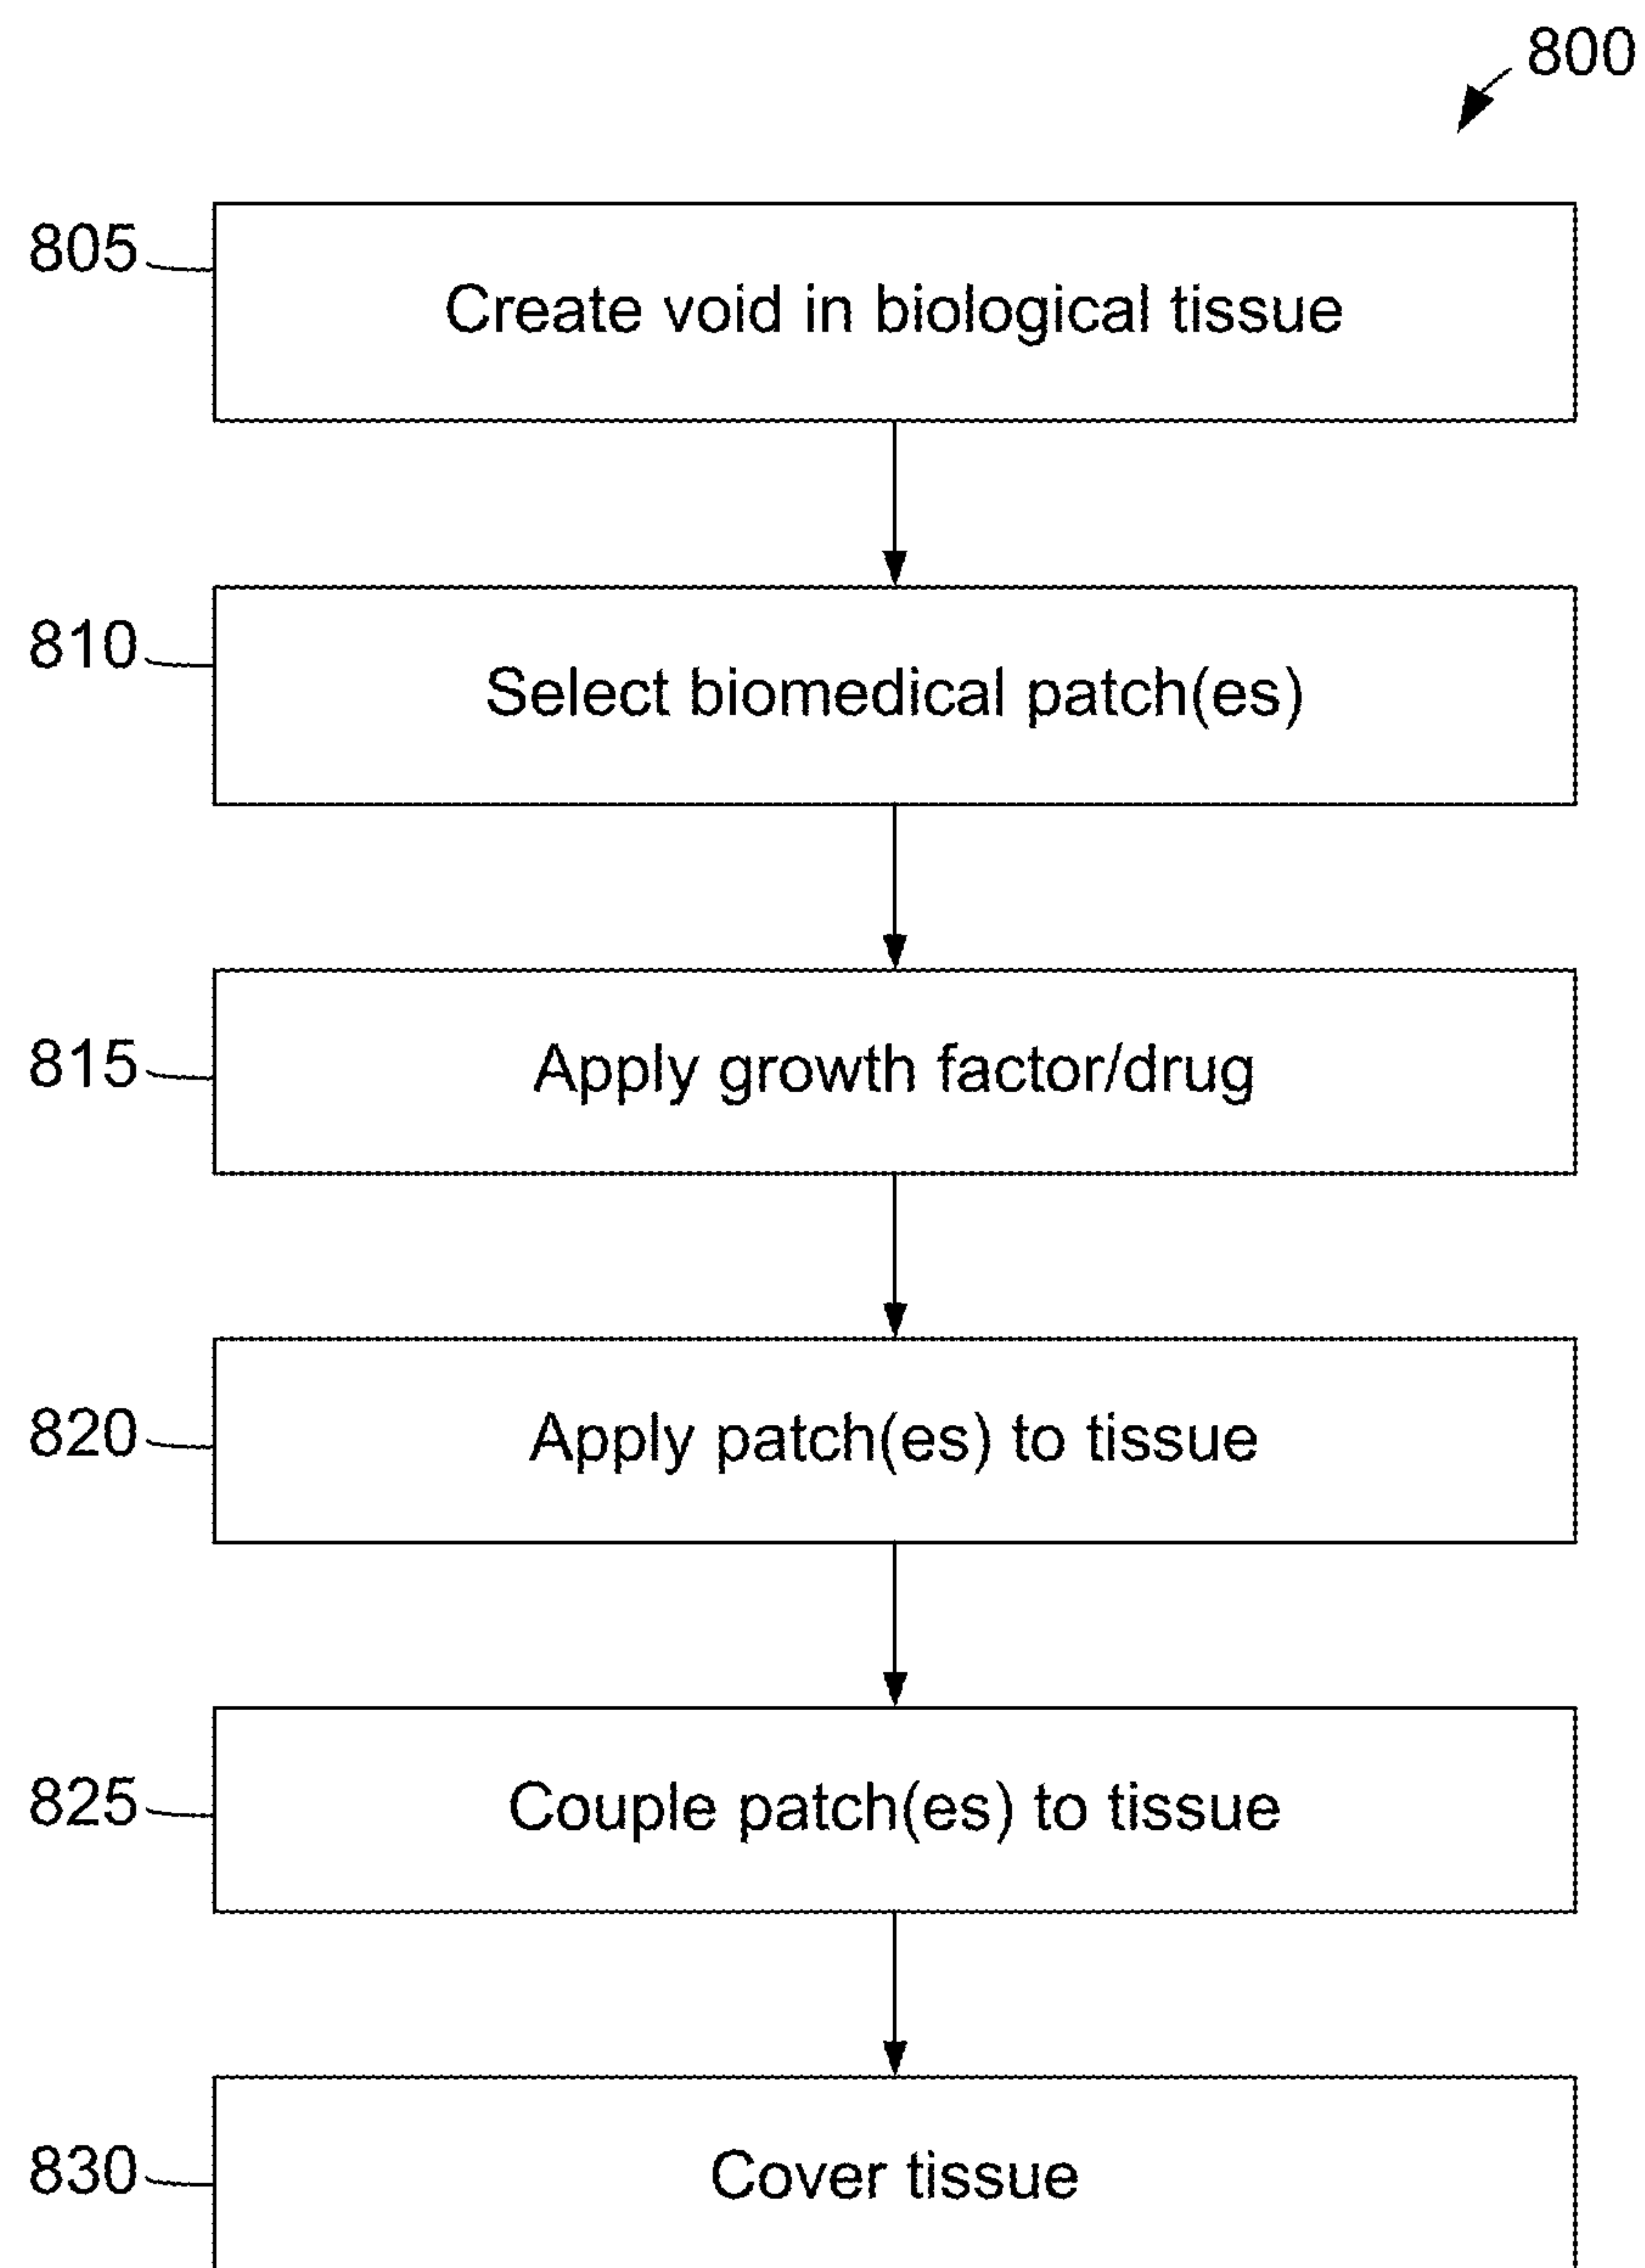 800
805
Create void in biological tissue
810
Select biomedical patch(es)
815
Apply growth factor/drug
820
Apply patch(es) to tissue
825
Couple patch(es) to tissue
830
Cover tissue